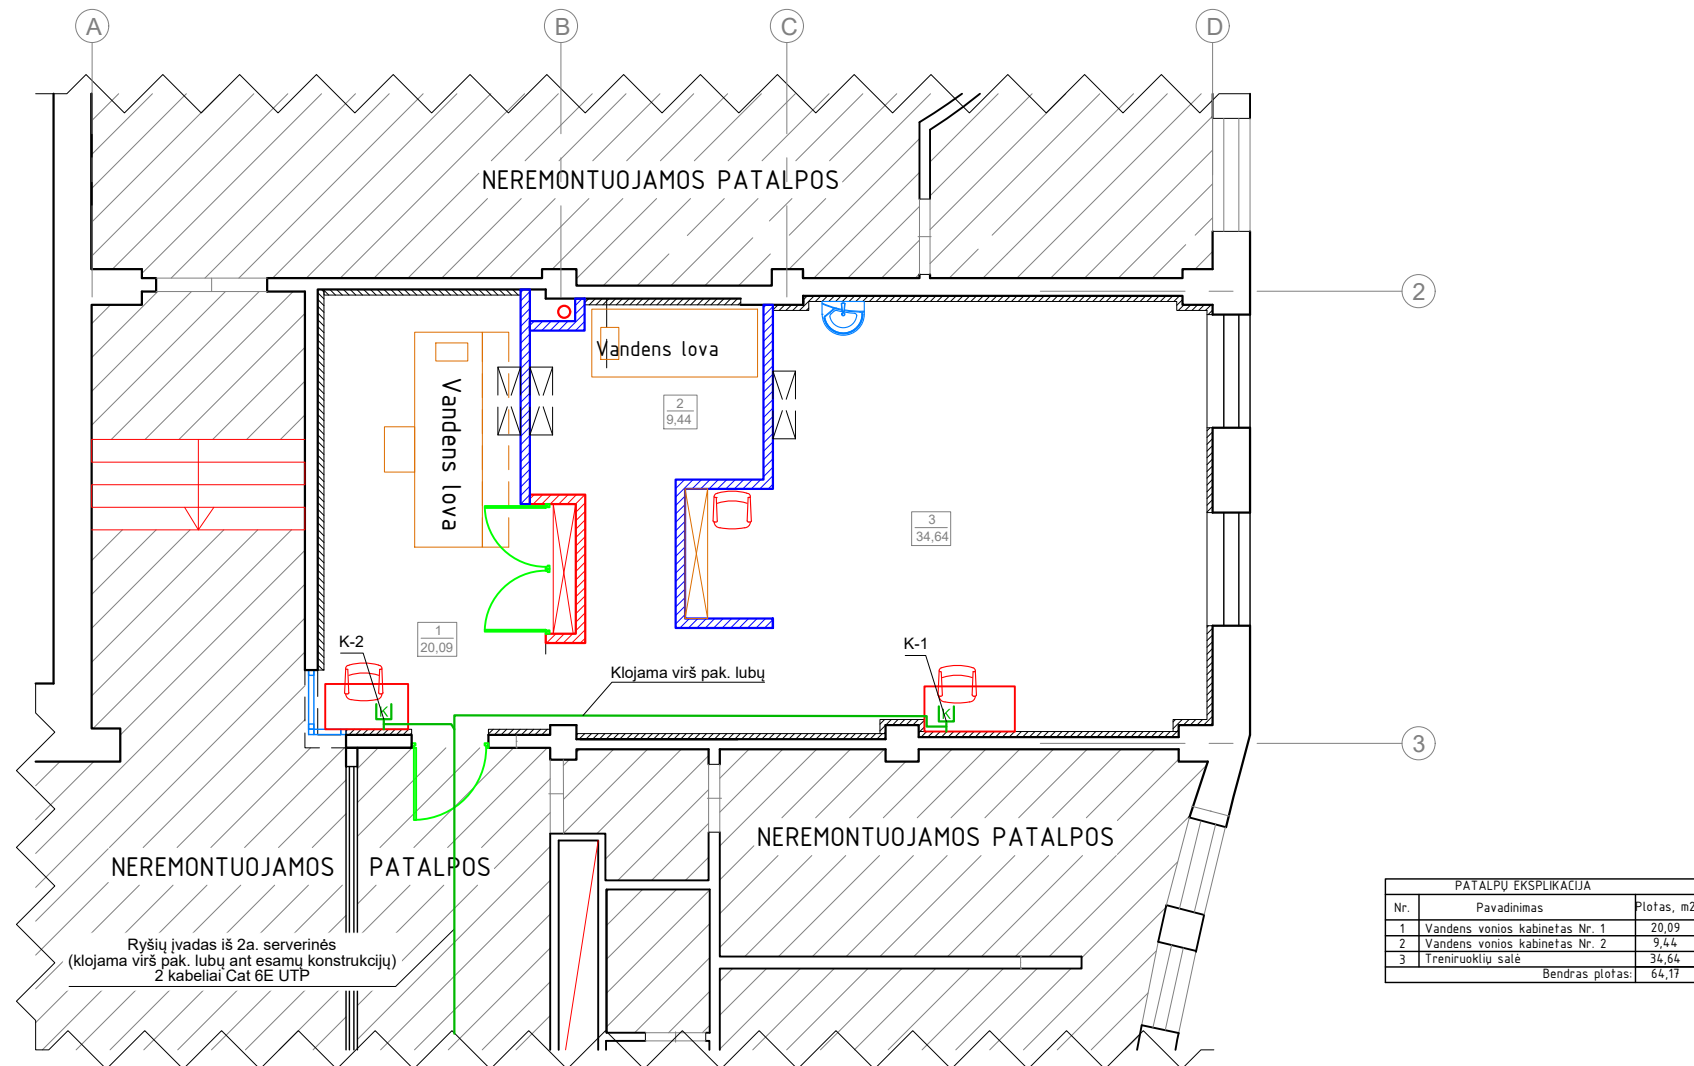 A
B
C
D
NEREMONTUOJAMOS PATALPOS
2
Vandens lova
Vandens lova
2
9,44
3
34,64
1
20,09
K-2
K-1
Klojama virš pak. lubų
K
K
3
NEREMONTUOJAMOS PATALPOS
NEREMONTUOJAMOS PATALPOS
Ryšių įvadas iš 2a. serverinės
(klojama virš pak. lubų ant esamų konstrukcijų)
2 kabeliai Cat 6E UTP
PATALPŲ EKSPLIKACIJA
Nr. Pavadinimas Plotas, m2
1 Vandens vonios kabinetas Nr. 1 20,09
2 Vandens vonios kabinetas Nr. 2 9,44
3 Treniruoklių salė 34,64
Bendras plotas: 64,17